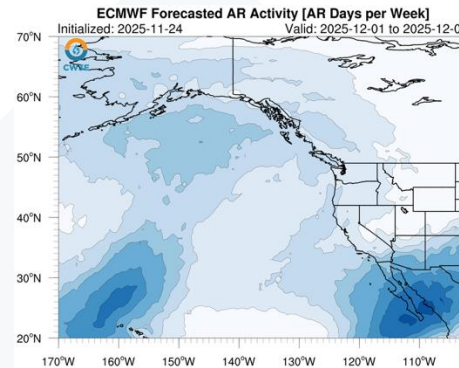 ECMWF Forecasted AR Activity [AR Days per Week]
Initialized: 2025-11-24 Valid: 2025-12-01 to 2025-12-0
70°N
60°N
50°N
40°N
30°N
20°N
170°W 160°W 150°W 140°W 130°W 120°W 110°W